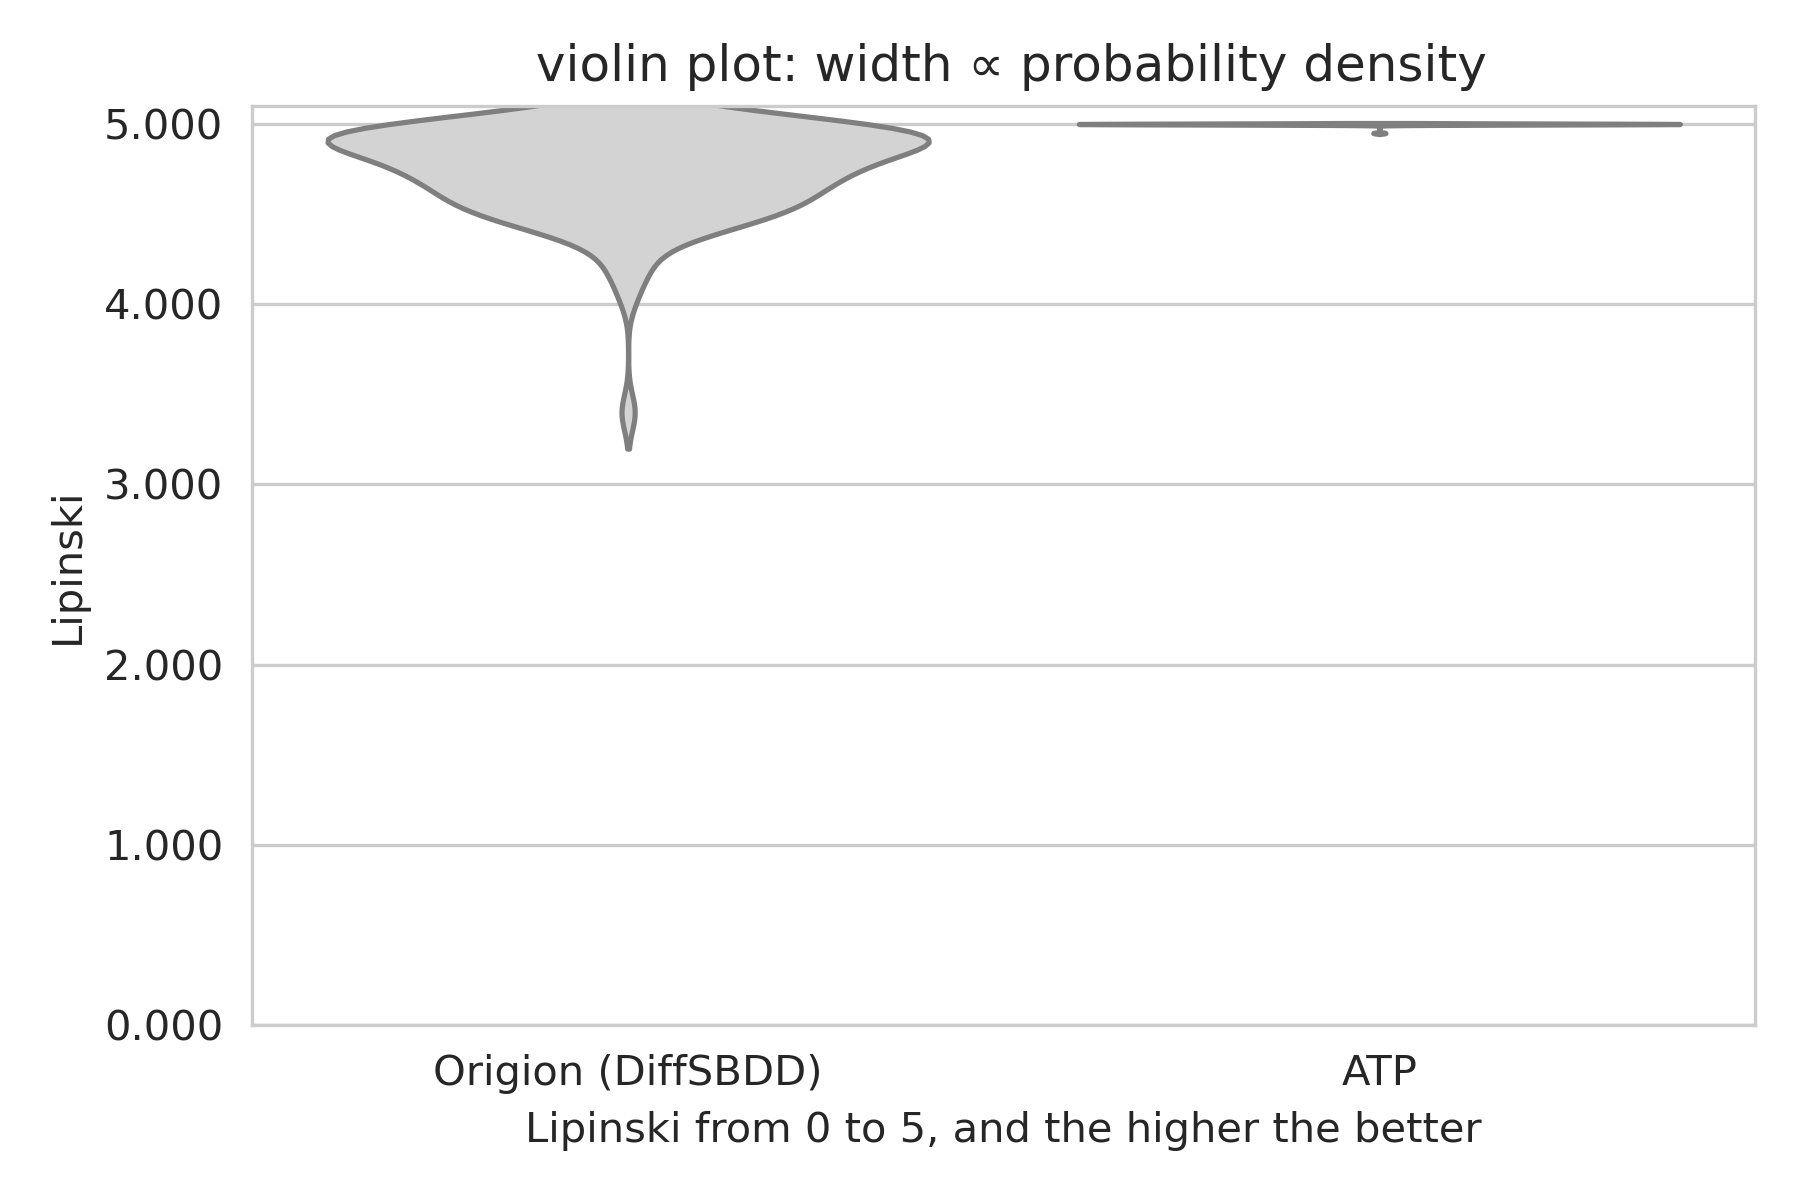 violin plot: width ∝ probability density
5.000
4.000
3.000
2.000
1.000
0.000
Lipinski
Origion (DiffSBDD)
ATP
Lipinski from 0 to 5, and the higher the better